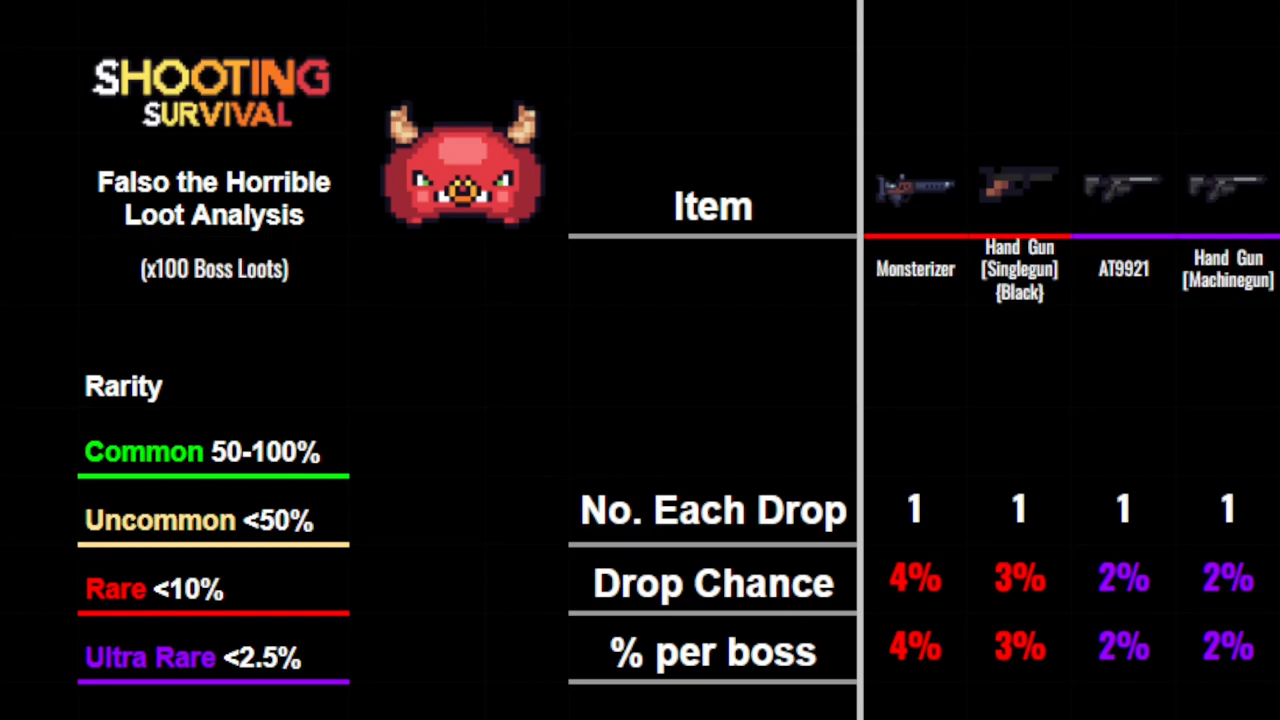 SHOOTING
SURVIVAL
Falso the Horrible
Loot Analysis
(x100 Boss Loots)
Rarity
Common 50-100%
Uncommon <50%
Rare <10%
Ultra Rare <2.5%
Item
Monsterizer
Hand Gun
[Singlegun]
{Black}
AT9921
Hand Gun
[Machinegun]
No. Each Drop 1 1 1 1
Drop Chance 4% 3% 2% 2%
% per boss 4% 3% 2% 2%